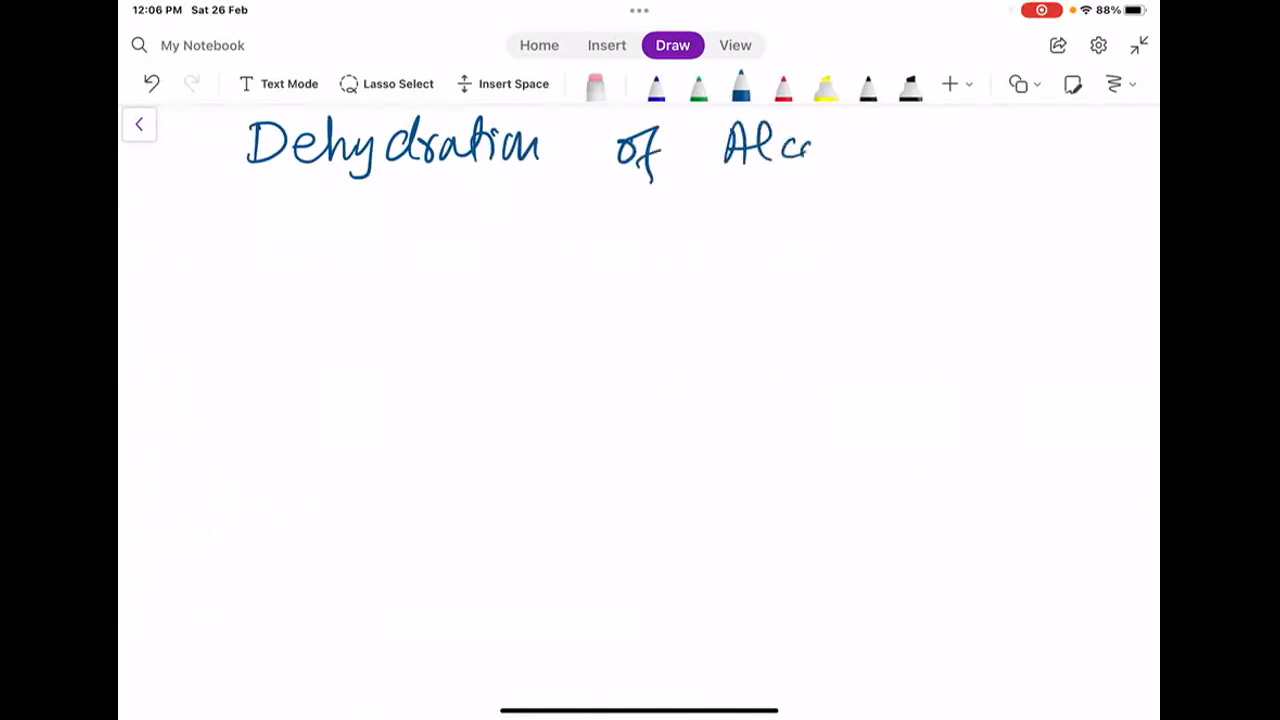 12:06 PM Sat 26 Feb 88%
My Notebook Home Insert Draw View
Text Mode Lasso Select Insert Space
Dehydration of Alc